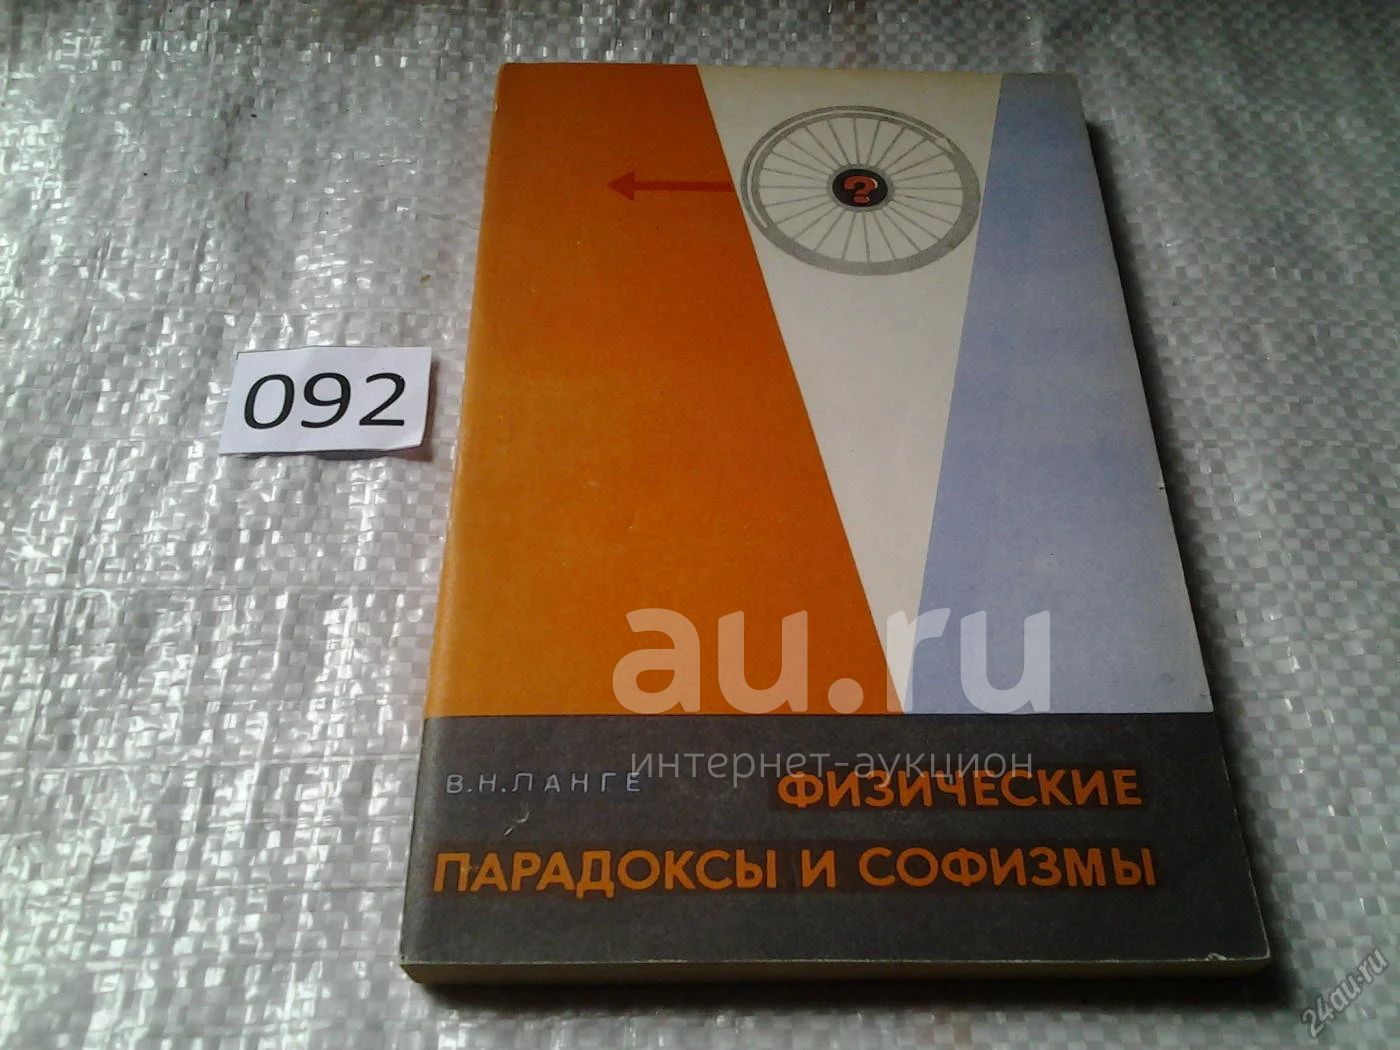 ?
092
au.ru
интернет-аукцион
В.Н.ЛАНГЕ ФИЗИЧЕСКИЕ
ПАРАДОКСЫ И СОФИЗМЫ
24au.ru